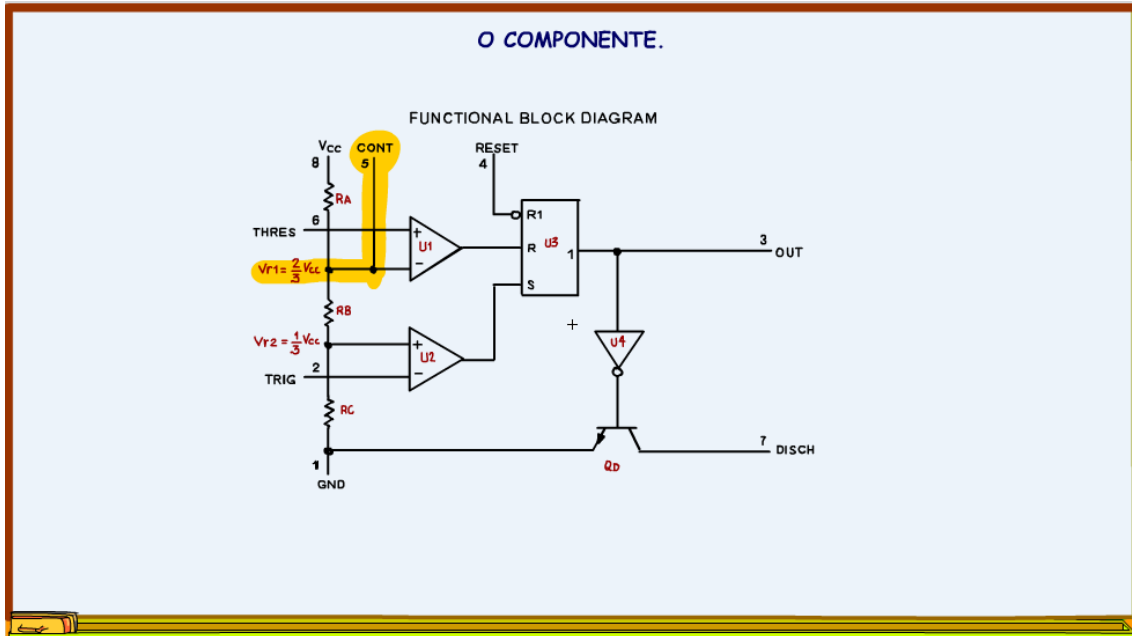 O COMPONENTE.
FUNCTIONAL BLOCK DIAGRAM
Vcc CONT RESET
8 5 4
RA
R1
6
THRES + U1 R U3 1 3 OUT
-
Vr1 = 2/3 Vcc
S
RB
Vr2 = 1/3 Vcc + U2 U4
2
TRIG -
RC
7 DISCH
1 QD
GND